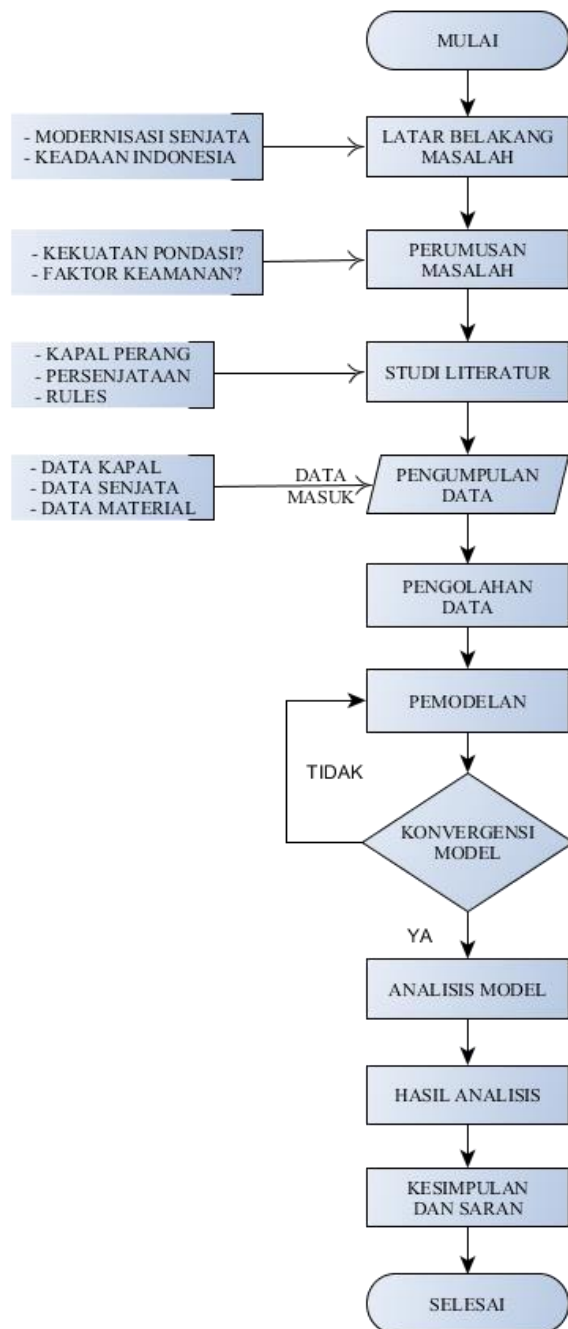 MULAI
- MODERNISASI SENJATA
- KEADAAN INDONESIA
LATAR BELAKANG
MASALAH
- KEKUATAN PONDASI?
- FAKTOR KEAMANAN?
PERUMUSAN
MASALAH
- KAPAL PERANG
- PERSENJATAAN
- RULES
STUDI LITERATUR
- DATA KAPAL
- DATA SENJATA
- DATA MATERIAL
DATA
MASUK
PENGUMPULAN
DATA
PENGOLAHAN
DATA
PEMODELAN
TIDAK
KONVERGENSI
MODEL
YA
ANALISIS MODEL
HASIL ANALISIS
KESIMPULAN
DAN SARAN
SELESAI